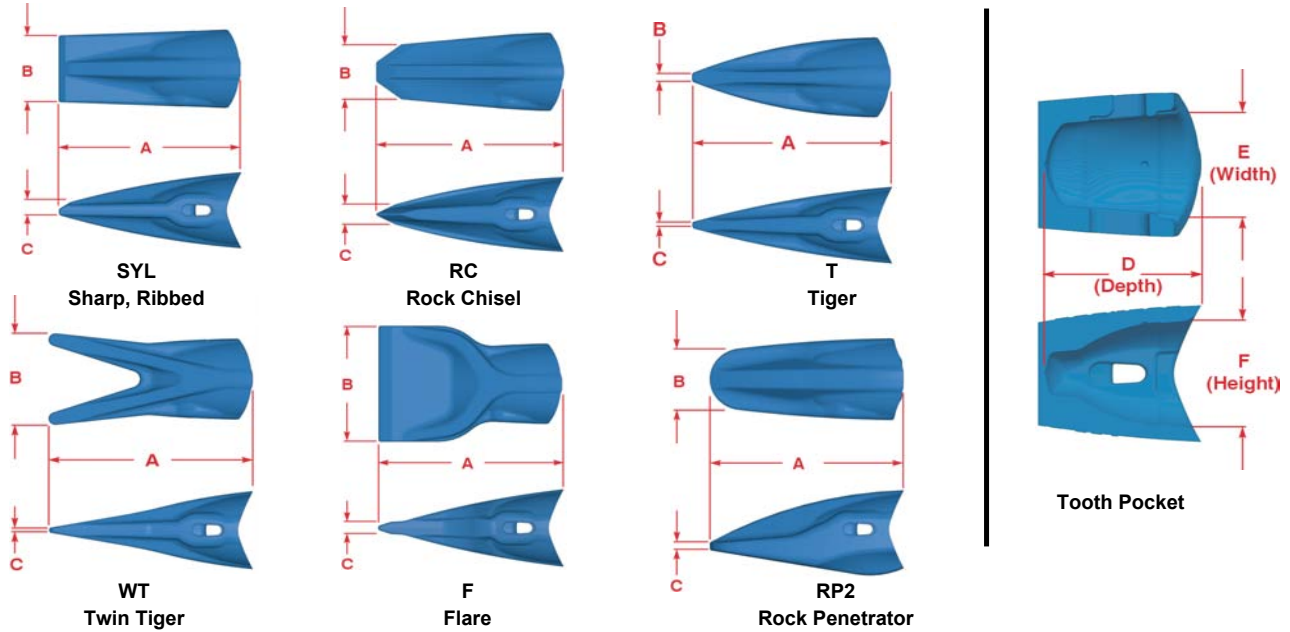 B
A
C
SYL
Sharp, Ribbed
B
A
C
RC
Rock Chisel
B
A
C
T
Tiger
B
A
C
WT
Twin Tiger
B
A
C
F
Flare
B
A
C
RP2
Rock Penetrator
E
(Width)
D
(Depth)
F
(Height)
Tooth Pocket